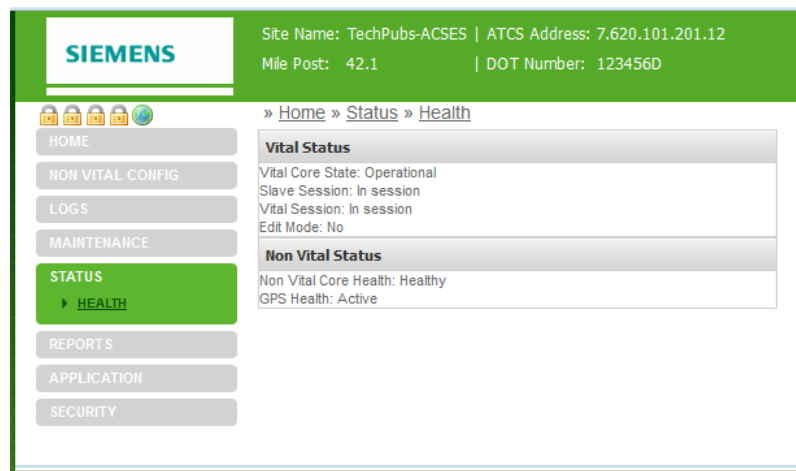 SIEMENS
Site Name: TechPubs-ACSES | ATCS Address: 7.620.101.201.12
Mile Post: 42.1 | DOT Number: 123456D
» Home » Status » Health
HOME
NON VITAL CONFIG
LOGS
MAINTENANCE
STATUS
HEALTH
REPORTS
APPLICATION
SECURITY
Vital Status
Vital Core State: Operational
Slave Session: In session
Vital Session: In session
Edit Mode: No
Non Vital Status
Non Vital Core Health: Healthy
GPS Health: Active